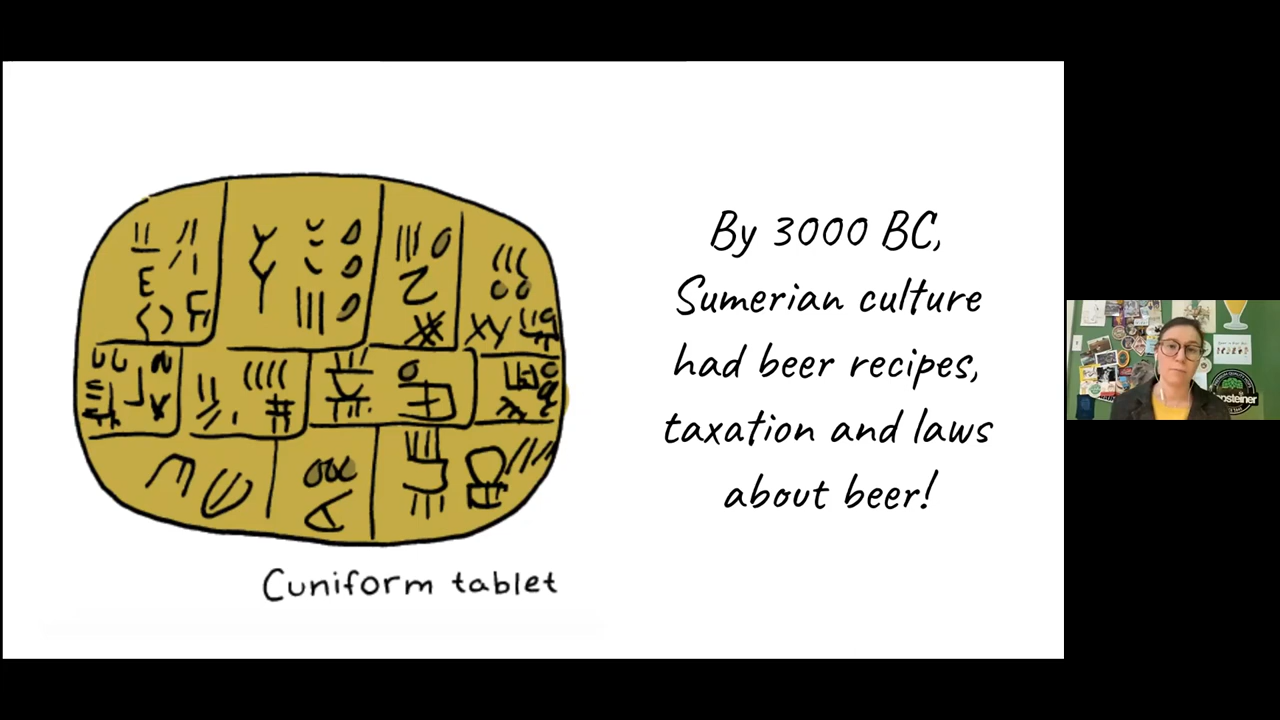 By 3000 BC,
Sumerian culture
had beer recipes,
taxation and laws
about beer!
Cuniform tablet